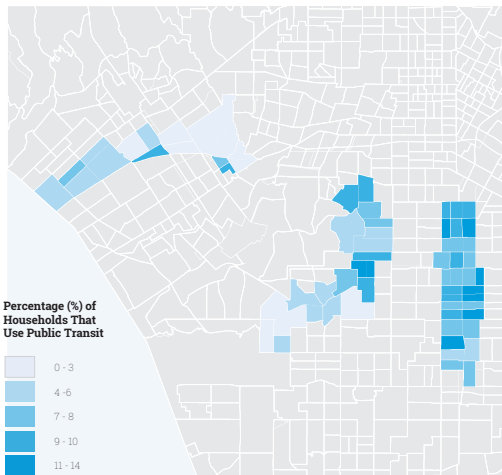 Percentage (%) of
Households That
Use Public Transit
0 - 3
4 -6
7 - 8
9 - 10
11 - 14